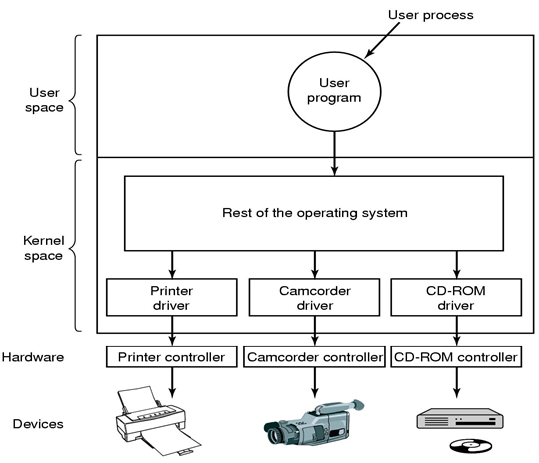 User process
User
space
User
program
Kernel
space
Rest of the operating system
Printer
driver
Camcorder
driver
CD-ROM
driver
Hardware
Printer controller
Camcorder controller
CD-ROM controller
Devices